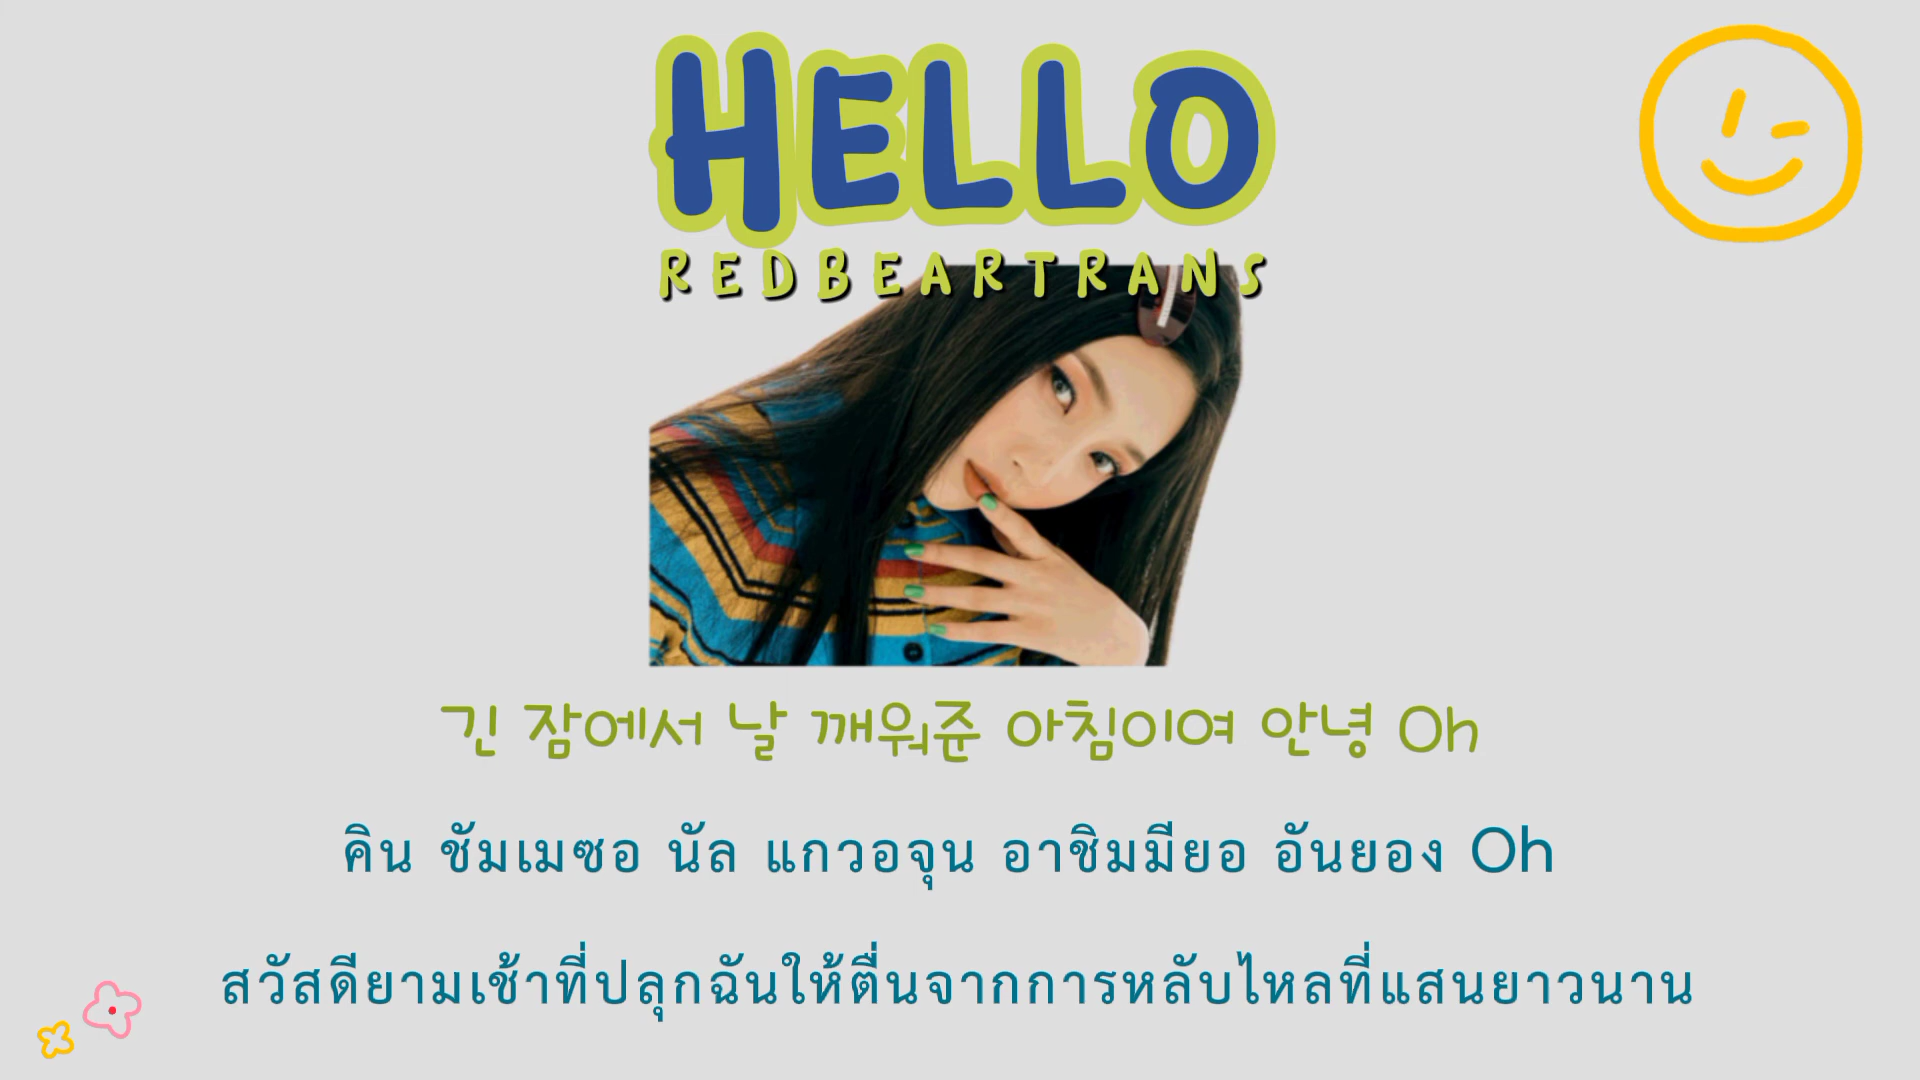 HELLO
REDBEARTRANS
긴 잠에서 날 깨워준 아침이여 안녕 Oh
คิน ชัมเมซอ นัล แกวอจุน อาชิมมียอ อันยอง Oh
สวัสดียามเช้าที่ปลุกฉันให้ตื่นจากการหลับไหลที่แสนยาวนาน